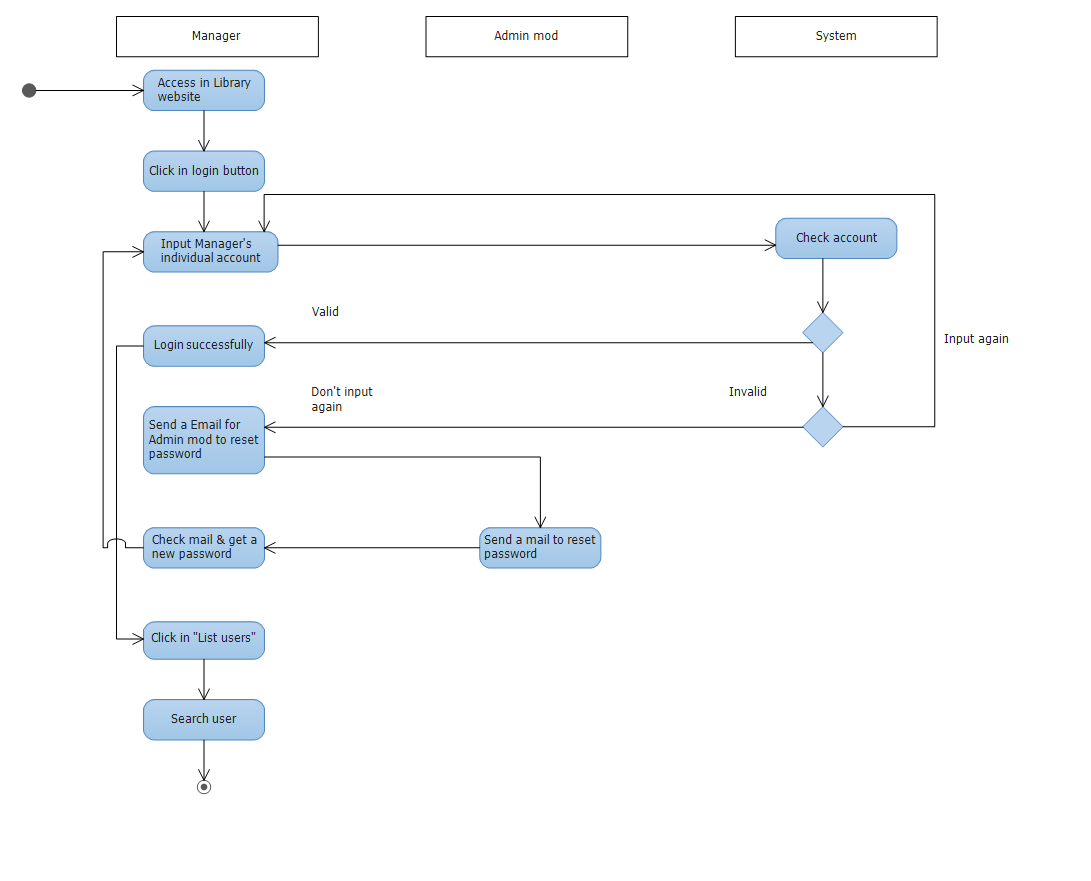 Manager
Admin mod
System
Access in Library
website
Click in login button
Input Manager's
individual account
Check account
Valid
Login successfully
Input again
Don't input
again
Invalid
Send a Email for
Admin mod to reset
password
Check mail & get a
new password
Send a mail to reset
password
Click in "List users"
Search user